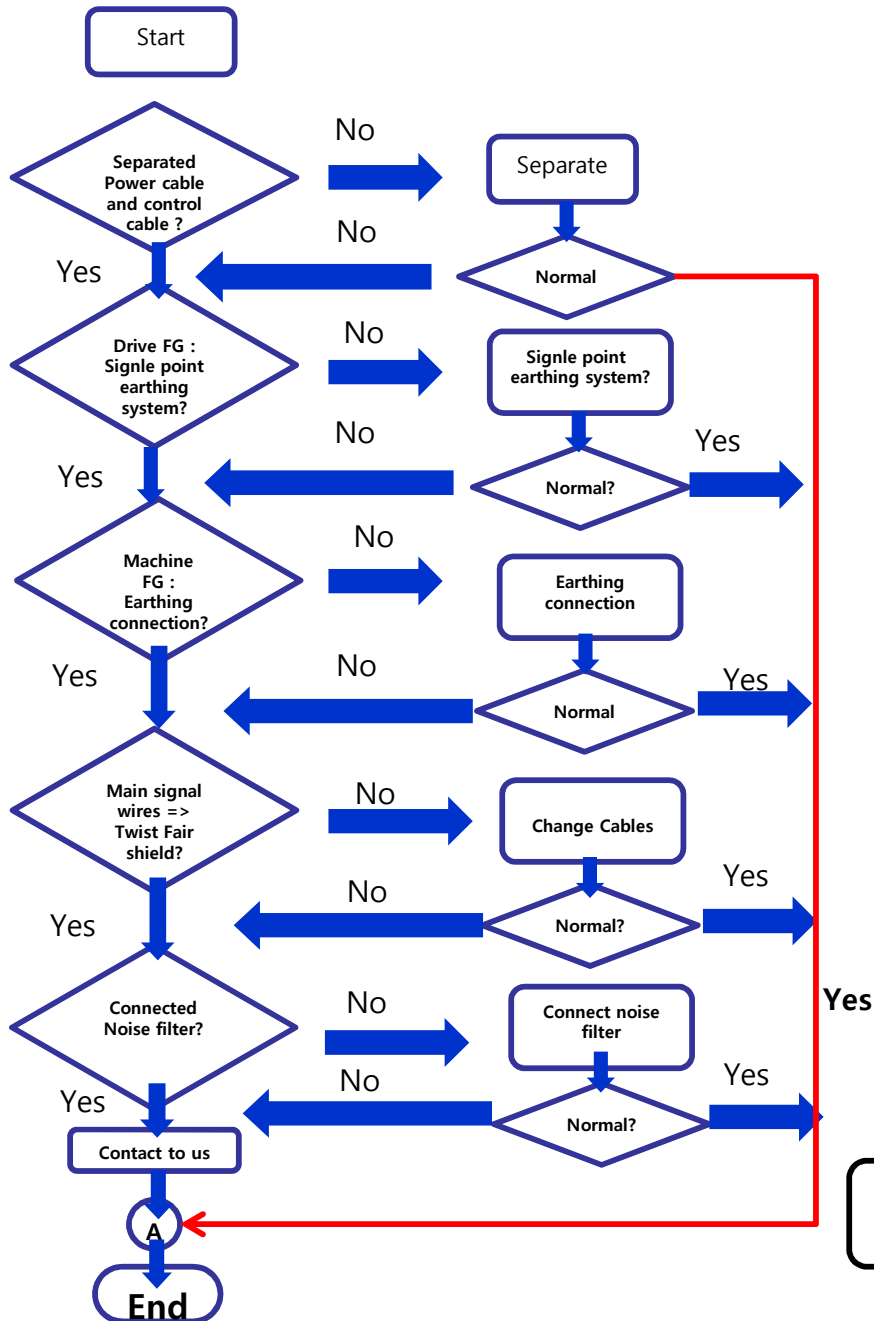 Start
No
Separated
Power cable
and control
cable ?
Separate
No
Yes
Normal
No
Drive FG :
Signle point
earthing
system?
Signle point
earthing system?
No
Yes
Yes
Normal?
No
Machine
FG :
Earthing
connection?
Earthing
connection
No
Yes
Yes
Normal
No
Main signal
wires =>
Twist Fair
shield?
Change Cables
No
Yes
Yes
Normal?
No
Connected
Noise filter?
Connect noise
filter
Yes
No
Yes
Yes
Normal?
Contact to us
A
End